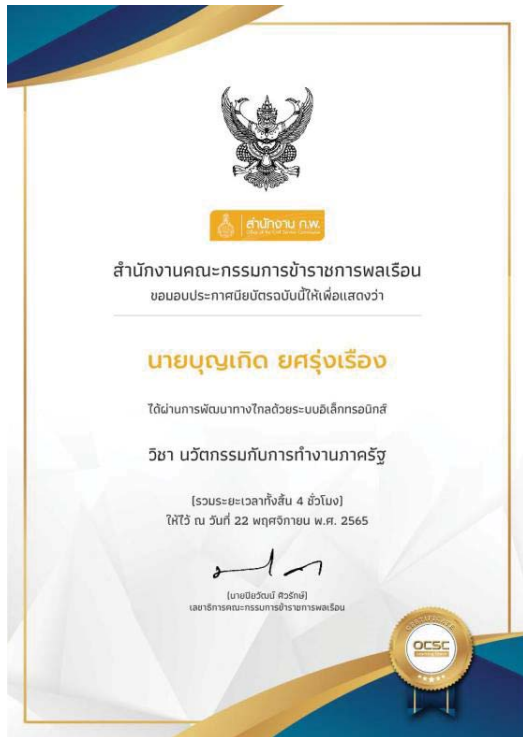 สำนักงาน ก.พ.
สำนักงานคณะกรรมการข้าราชการพลเรือน
ขอมอบประกาศนียบัตรฉบับนี้ให้เพื่อแสดงว่า
นายบุญเกิด ยศรุ่งเรือง
ได้ผ่านการพัฒนาทางไกลด้วยระบบอิเล็กทรอนิกส์
วิชา นวัตกรรมกับการทำงานภาครัฐ
(รวมระยะเวลาทั้งสิ้น 4 ชั่วโมง)
ให้ไว้ ณ วันที่ 22 พฤศจิกายน พ.ศ. 2565
(นายปิยวัฒน์ ศิวรักษ์)
เลขาธิการคณะกรรมการข้าราชการพลเรือน
OCSC